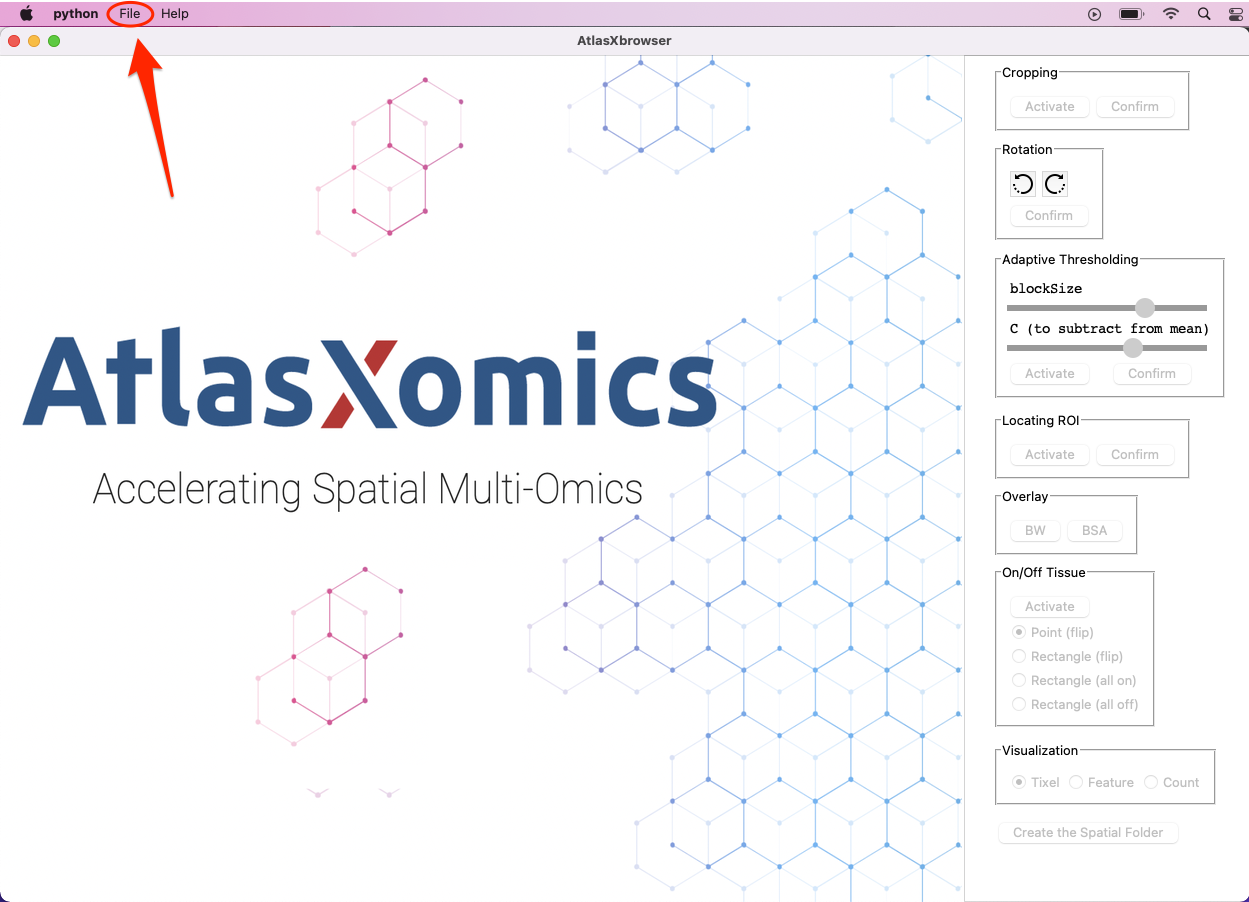 python File Help
AtlasXbrowser
AtlasXomics
Accelerating Spatial Multi-Omics
Cropping
Activate Confirm
Rotation
Confirm
Adaptive Thresholding
blockSize
C (to subtract from mean)
Activate Confirm
Locating ROI
Activate Confirm
Overlay
BW BSA
On/Off Tissue
Activate
Point (flip)
Rectangle (flip)
Rectangle (all on)
Rectangle (all off)
Visualization
Tixel Feature Count
Create the Spatial Folder